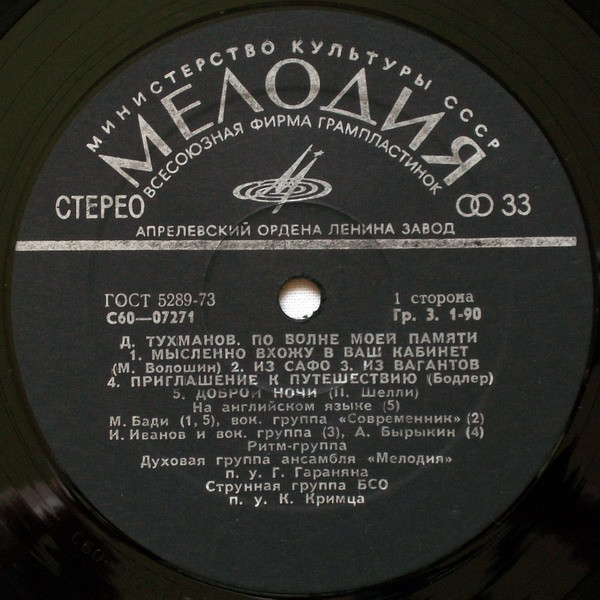 МИНИСТЕРСТВО КУЛЬТУРЫ СССР
МЕЛОДИЯ
ВСЕСОЮЗНАЯ ФИРМА ГРАМПЛАСТИНОК
СТЕРЕО 33
АПРЕЛЕВСКИЙ ОРДЕНА ЛЕНИНА ЗАВОД
ГОСТ 5289-73 1 сторона
С60—07271 Гр. 3. 1-90
Д. ТУХМАНОВ. ПО ВОЛНЕ МОЕЙ ПАМЯТИ
1. МЫСЛЕННО ВХОЖУ В ВАШ КАБИНЕТ
(М. Волошин) 2. ИЗ САФО 3. ИЗ ВАГАНТОВ
4. ПРИГЛАШЕНИЕ К ПУТЕШЕСТВИЮ (Бодлер)
5. ДОБРОЙ НОЧИ (П. Шелли)
На английском языке (5)
М. Бади (1, 5), вок. группа «Современник» (2)
И. Иванов и вок. группа (3), А. Бырыкин (4)
Ритм-группа
Духовая группа ансамбля «Мелодия»
п. у. Г. Гараняна
Струнная группа БСО
п. у. К. Кримца